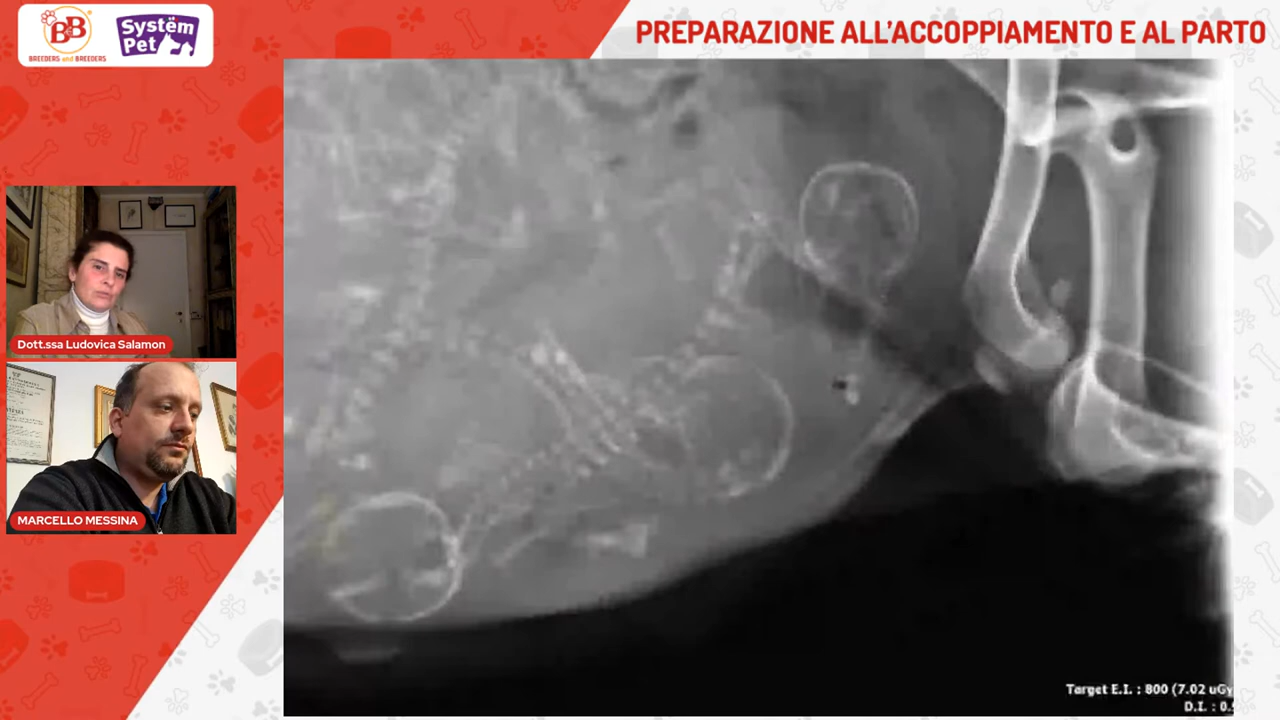 B&B
BREEDERS and BREEDERS
Systëm
Pet
PREPARAZIONE ALL'ACCOPPIAMENTO E AL PARTO
Dott.ssa Ludovica Salamon
MARCELLO MESSINA
Target E.I. : 800 (7.02 uGy
D.I. : 0.